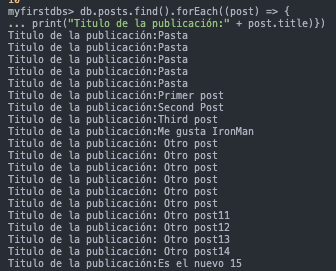 myfirstdbs> db.posts.find().forEach((post) => {
... print("Titulo de la publicación:" + post.title)})
Titulo de la publicación:Pasta
Titulo de la publicación:Pasta
Titulo de la publicación:Pasta
Titulo de la publicación:Pasta
Titulo de la publicación:Pasta
Titulo de la publicación:Primer post
Titulo de la publicación:Second Post
Titulo de la publicación:Third post
Titulo de la publicación:Me gusta IronMan
Titulo de la publicación: Otro post
Titulo de la publicación: Otro post
Titulo de la publicación: Otro post
Titulo de la publicación: Otro post
Titulo de la publicación: Otro post
Titulo de la publicación: Otro post
Titulo de la publicación: Otro post11
Titulo de la publicación: Otro post12
Titulo de la publicación: Otro post13
Titulo de la publicación: Otro post14
Titulo de la publicación:Es el nuevo 15